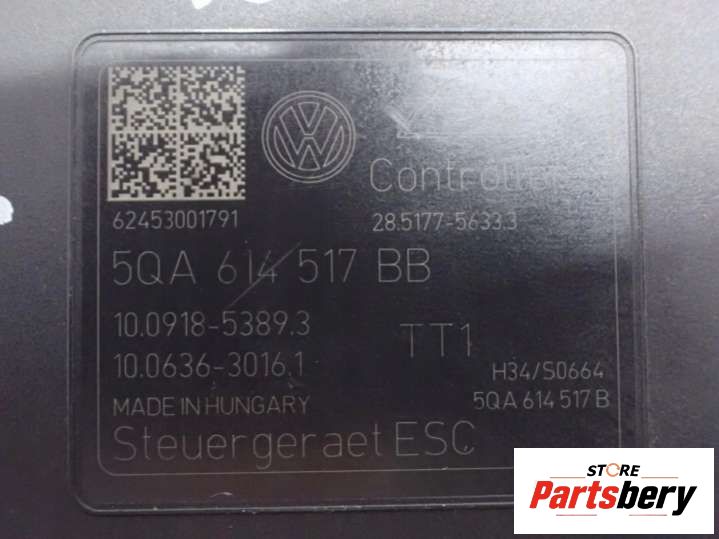 62453001791
28.5177-5633.3
5QA 614 517 BB
10.0918-5389.3
TT1
10.0636-3016.1
H34/S0664
MADE IN HUNGARY
5QA 614 517 B
Steuergeraet ESC
STORE
Partsbery